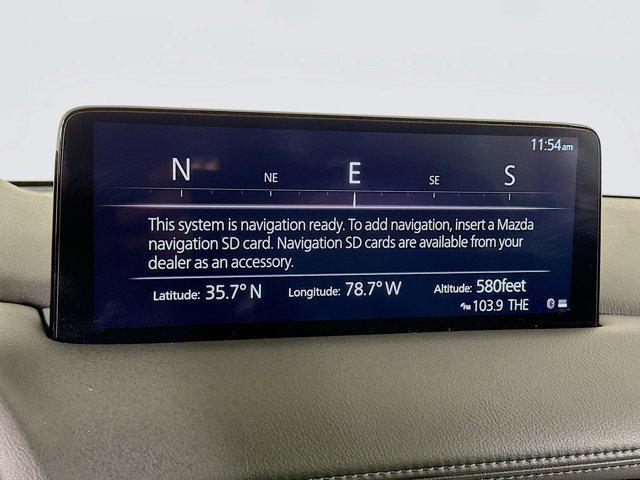 11:54am
N NE E SE S
This system is navigation ready. To add navigation, insert a Mazda
navigation SD card. Navigation SD cards are available from your
dealer as an accessory.
Latitude: 35.7° N Longitude: 78.7° W Altitude: 580feet
FM 103.9 THE